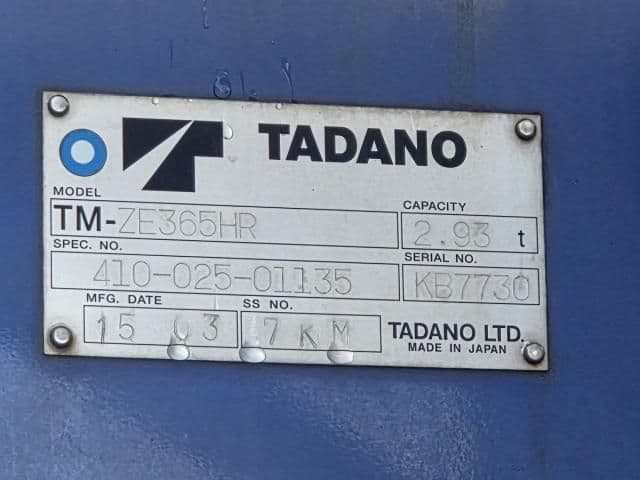 TADANO
MODEL
TM-ZE365HR
CAPACITY
2.93 t
SPEC. NO.
410-025-01135
SERIAL NO.
KB7730
MFG. DATE
15 03
SS NO.
7KM
TADANO LTD.
MADE IN JAPAN